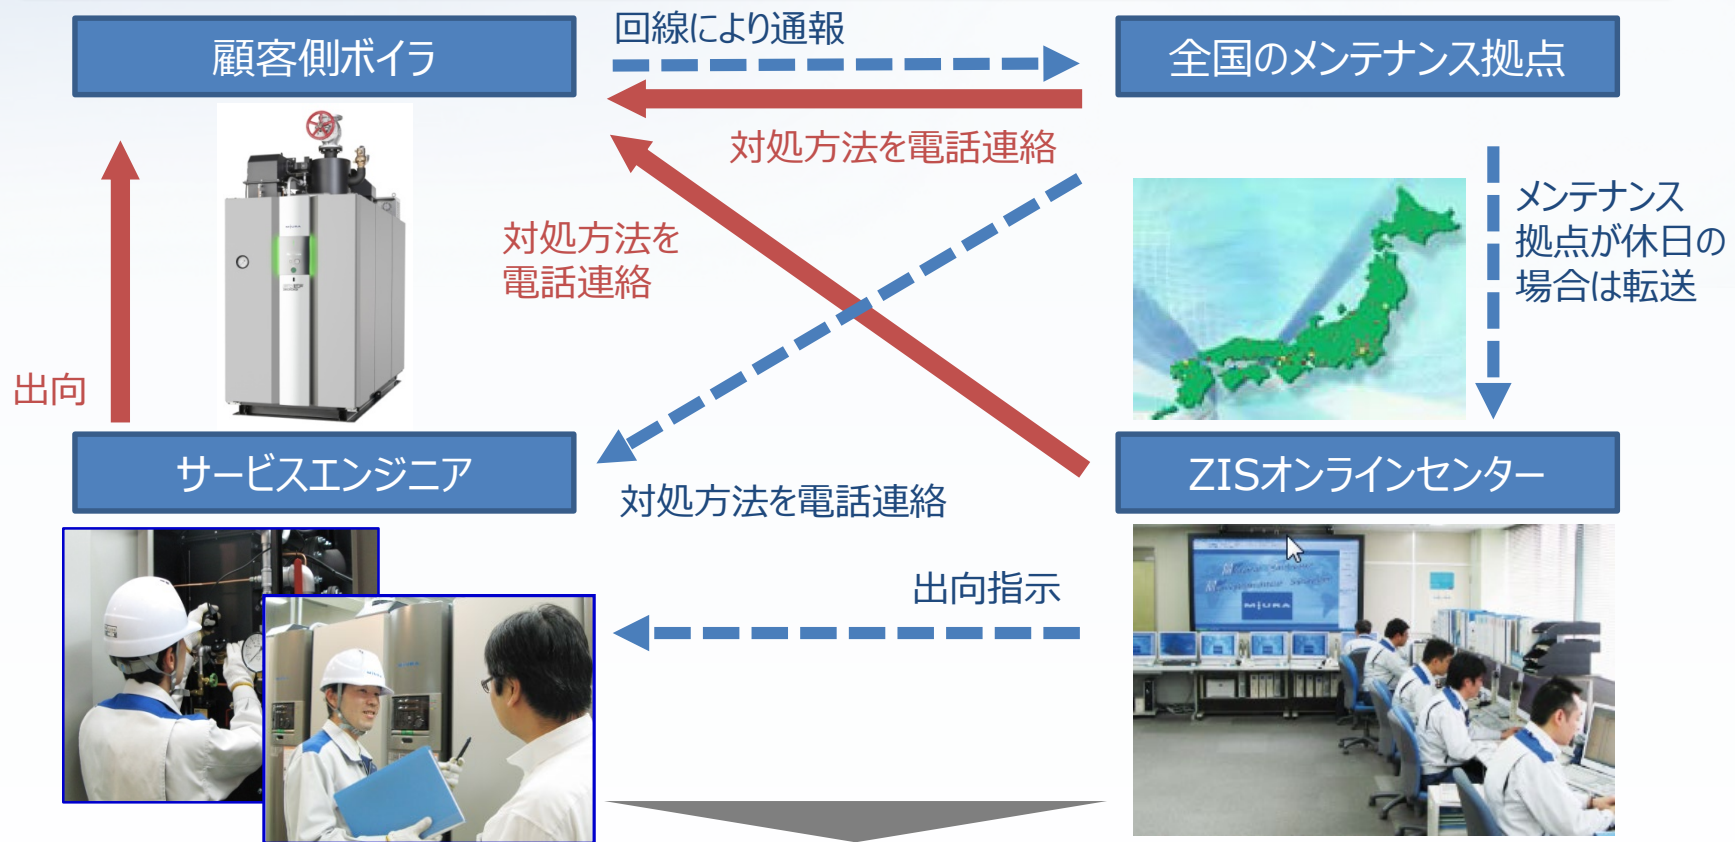 回線により通報
顧客側ボイラ
全国のメンテナンス拠点
対処方法を電話連絡
メンテナンス
拠点が休日の
場合は転送
対処方法を
電話連絡
出向
サービスエンジニア
ZISオンラインセンター
対処方法を電話連絡
出向指示
MIURA